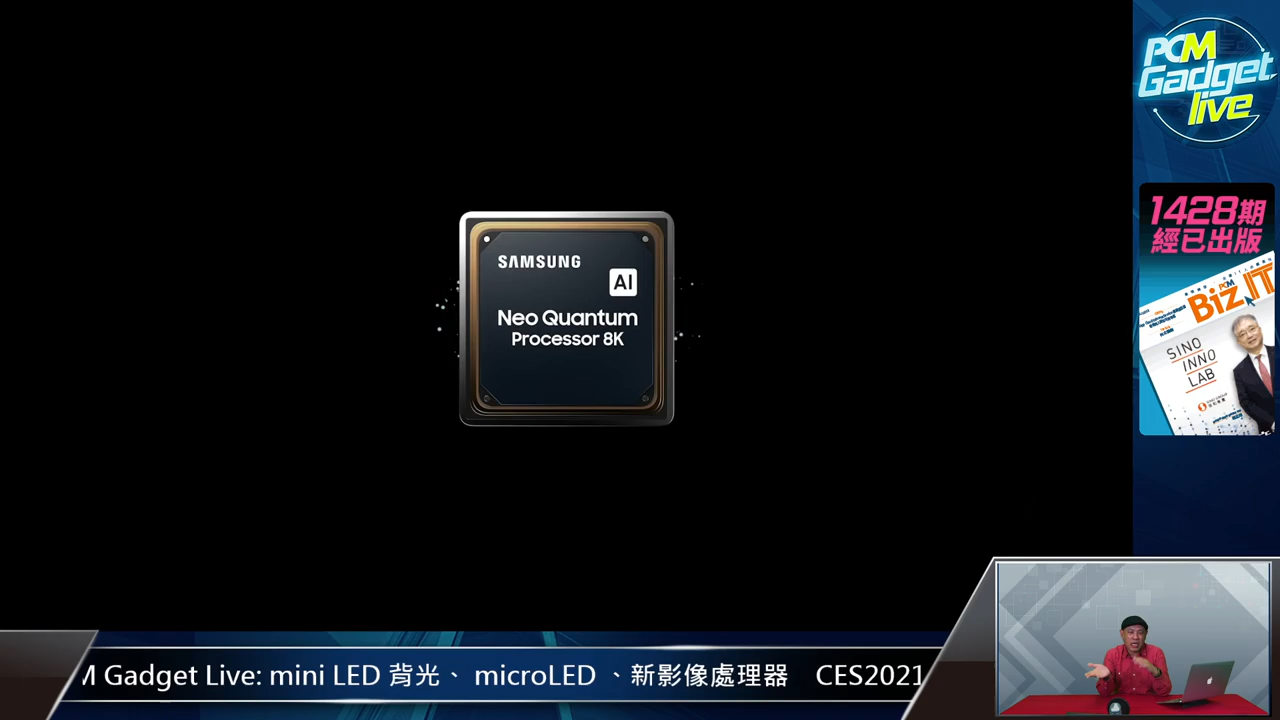 SAMSUNG
AI
Neo Quantum
Processor 8K
PCM
Gadget
live
1428期
經已出版
PCM
Biz IT
SINO
INNO
LAB
M Gadget Live: mini LED 背光、 microLED 、新影像處理器 CES2021